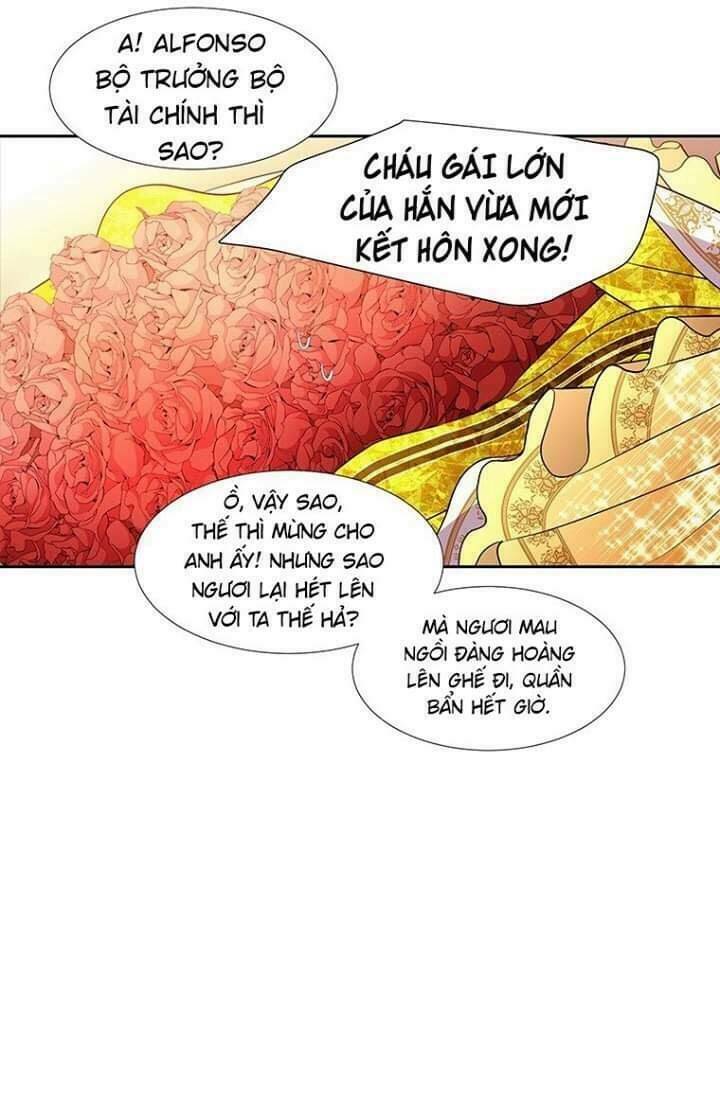 A! ALFONSO
BỘ TRƯỞNG BỘ
TÀI CHÍNH THÌ
SAO?
CHÁU GÁI LỚN
CỦA HẮN VỪA MỚI
KẾT HÔN XONG!
Ồ, VẬY SAO,
THẾ THÌ MỪNG CHO
ANH ẤY! NHƯNG SAO
NGƯƠI LẠI HÉT LÊN
VỚI TA THẾ HẢ?
MÀ NGƯƠI MAU
NGỒI ĐÀNG HOÀNG
LÊN GHẾ ĐI, QUẦN
BẨN HẾT GIỜ.